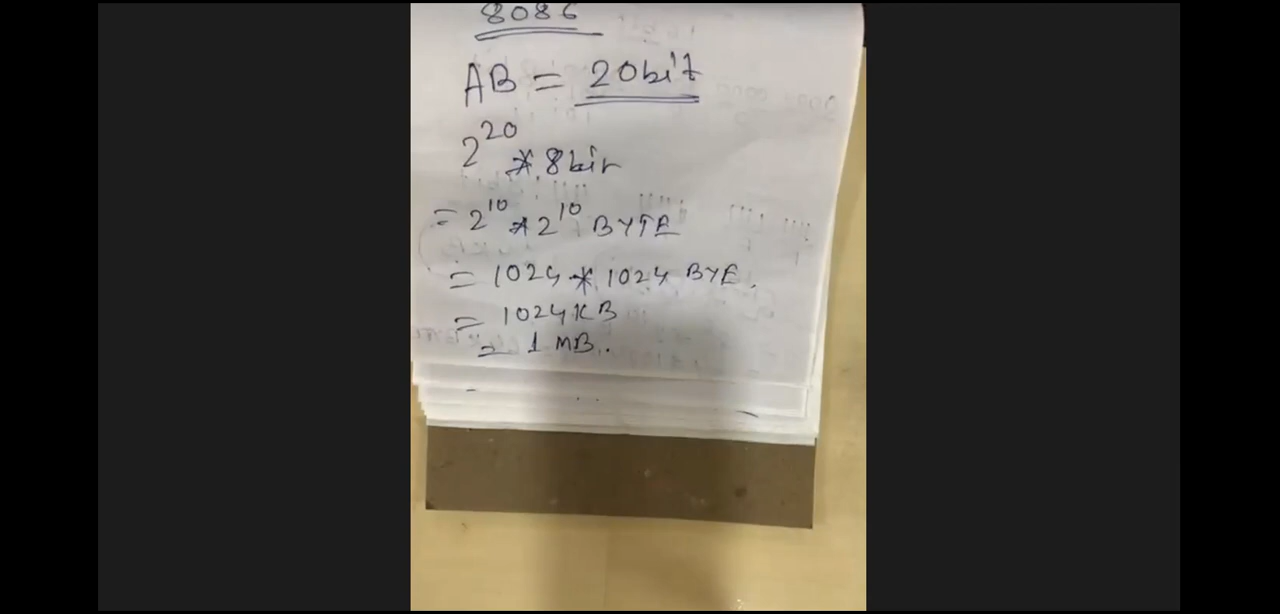 8086
AB = 20bit
2^20 * 8bit
= 2^10 * 2^10 BYTE
= 1024 * 1024 BYE.
= 1024KB
= 1 MB.